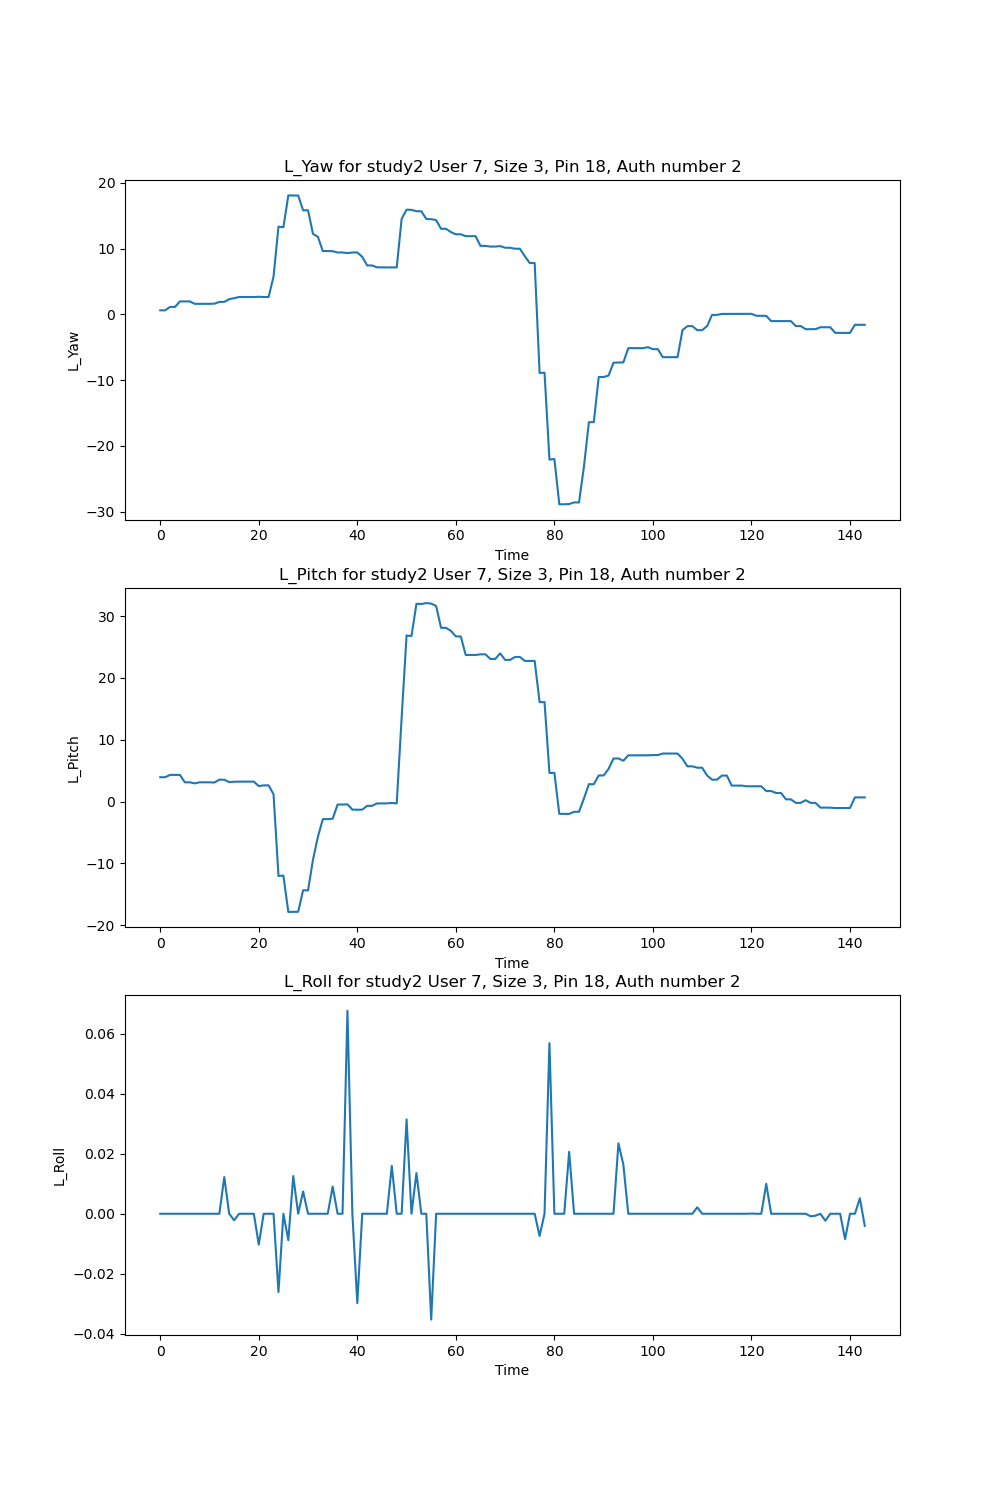 L_Yaw for study2 User 7, Size 3, Pin 18, Auth number 2
20
10
0
−10
−20
−30
L_Yaw
0 20 40 60 80 100 120 140
Time
L_Pitch for study2 User 7, Size 3, Pin 18, Auth number 2
30
20
10
0
−10
−20
L_Pitch
0 20 40 60 80 100 120 140
Time
L_Roll for study2 User 7, Size 3, Pin 18, Auth number 2
0.06
0.04
0.02
0.00
−0.02
−0.04
L_Roll
0 20 40 60 80 100 120 140
Time